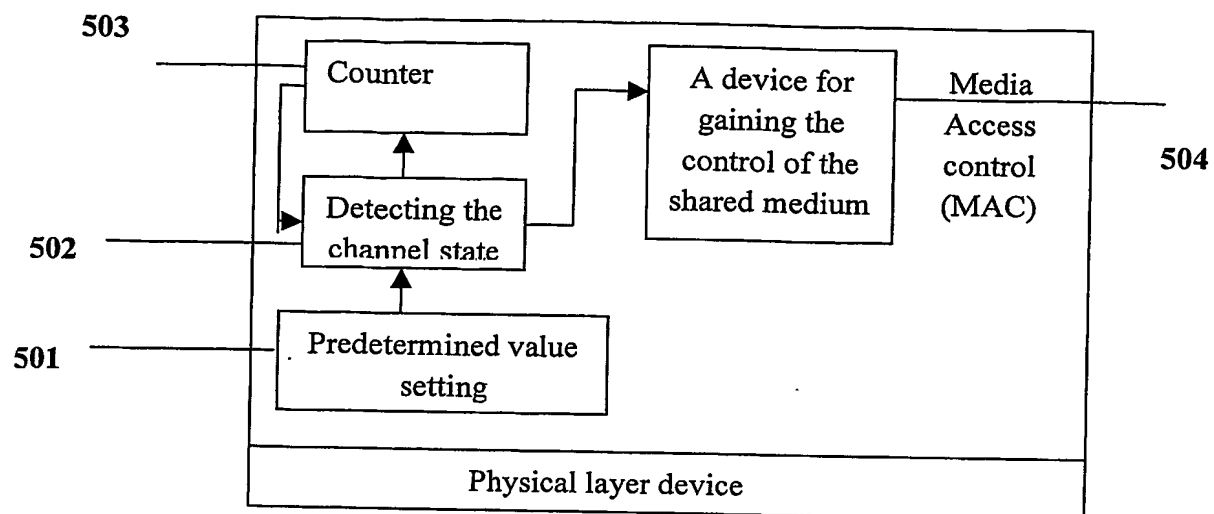 503
Counter
A device for
gaining the
control of the
shared medium
Media
Access
control
(MAC)
504
Detecting the
channel state
502
Predetermined value
setting
501
Physical layer device